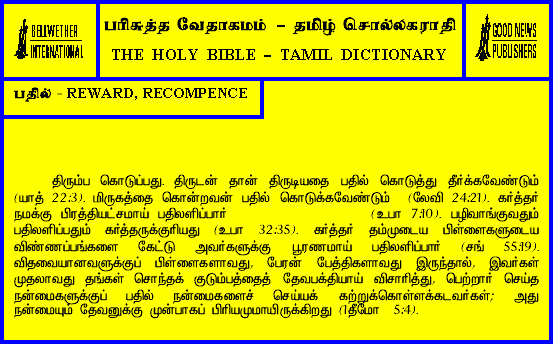 BELLWETHER
INTERNATIONAL
பரிசுத்த வேதாகமம் – தமிழ் சொல்லகராதி
THE HOLY BIBLE – TAMIL DICTIONARY
GOOD NEWS
PUBLISHERS
பதில் - REWARD, RECOMPENCE
திரும்ப கொடுப்பது. திருடன் தான் திருடியதை பதில் கொடுத்து தீர்க்கவேண்டும்
(யாத் 22:3). மிருகத்தை கொன்றவன் பதில் கொடுக்கவேண்டும் (லேவி 24:21). கர்த்தர்
நமக்கு பிரத்தியட்சமாய் பதிலளிப்பார் (உபா 7:10). பழிவாங்குவதும்
பதிலளிப்பதும் கர்த்தருக்குரியது (உபா 32:35). கர்த்தர் தம்முடைய பிள்ளைகளுடைய
விண்ணப்பங்களை கேட்டு அவர்களுக்கு பூரணமாய் பதிலளிப்பார் (சங் 55:19).
விதவையானவளுக்குப் பிள்ளைகளாவது, பேரன் பேத்திகளாவது இருந்தால், இவர்கள்
முதலாவது தங்கள் சொந்தக் குடும்பத்தைத் தேவபக்தியாய் விசாரித்து, பெற்றார் செய்த
நன்மைகளுக்குப் பதில் நன்மைகளைச் செய்யக் கற்றுக்கொள்ளக்கடவர்கள்; அது
நன்மையும் தேவனுக்கு முன்பாகப் பிரியமுமாயிருக்கிறது (1தீமோ 5:4).